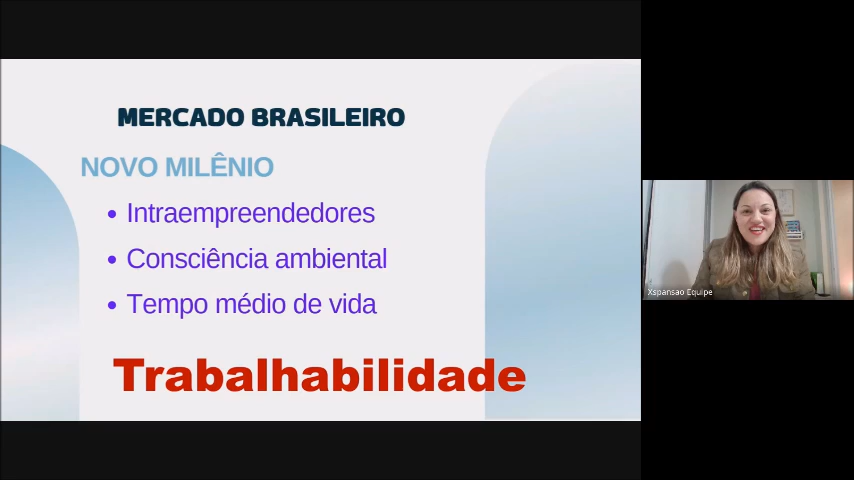 MERCADO BRASILEIRO
NOVO MILÊNIO
• Intraempreendedores
• Consciência ambiental
• Tempo médio de vida
Trabalhabilidade
Xspansao Equipe